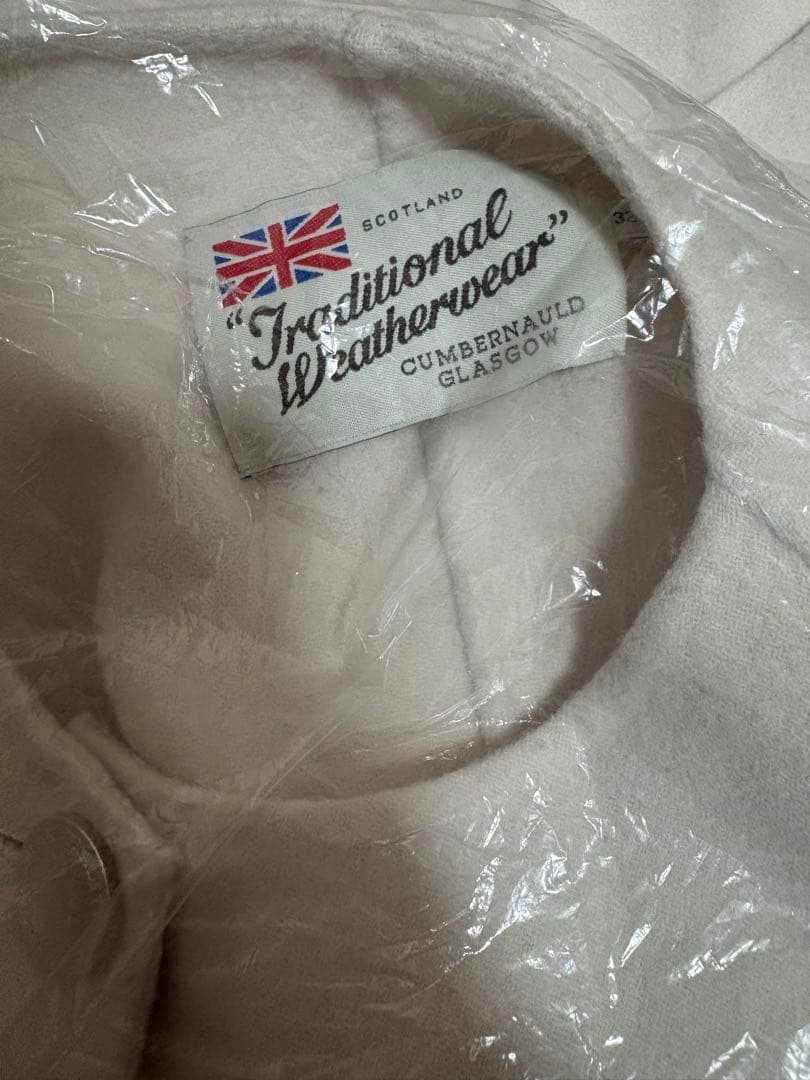 SCOTLAND
“Traditional
Weatherwear”
CUMBERNAULD
GLASGOW